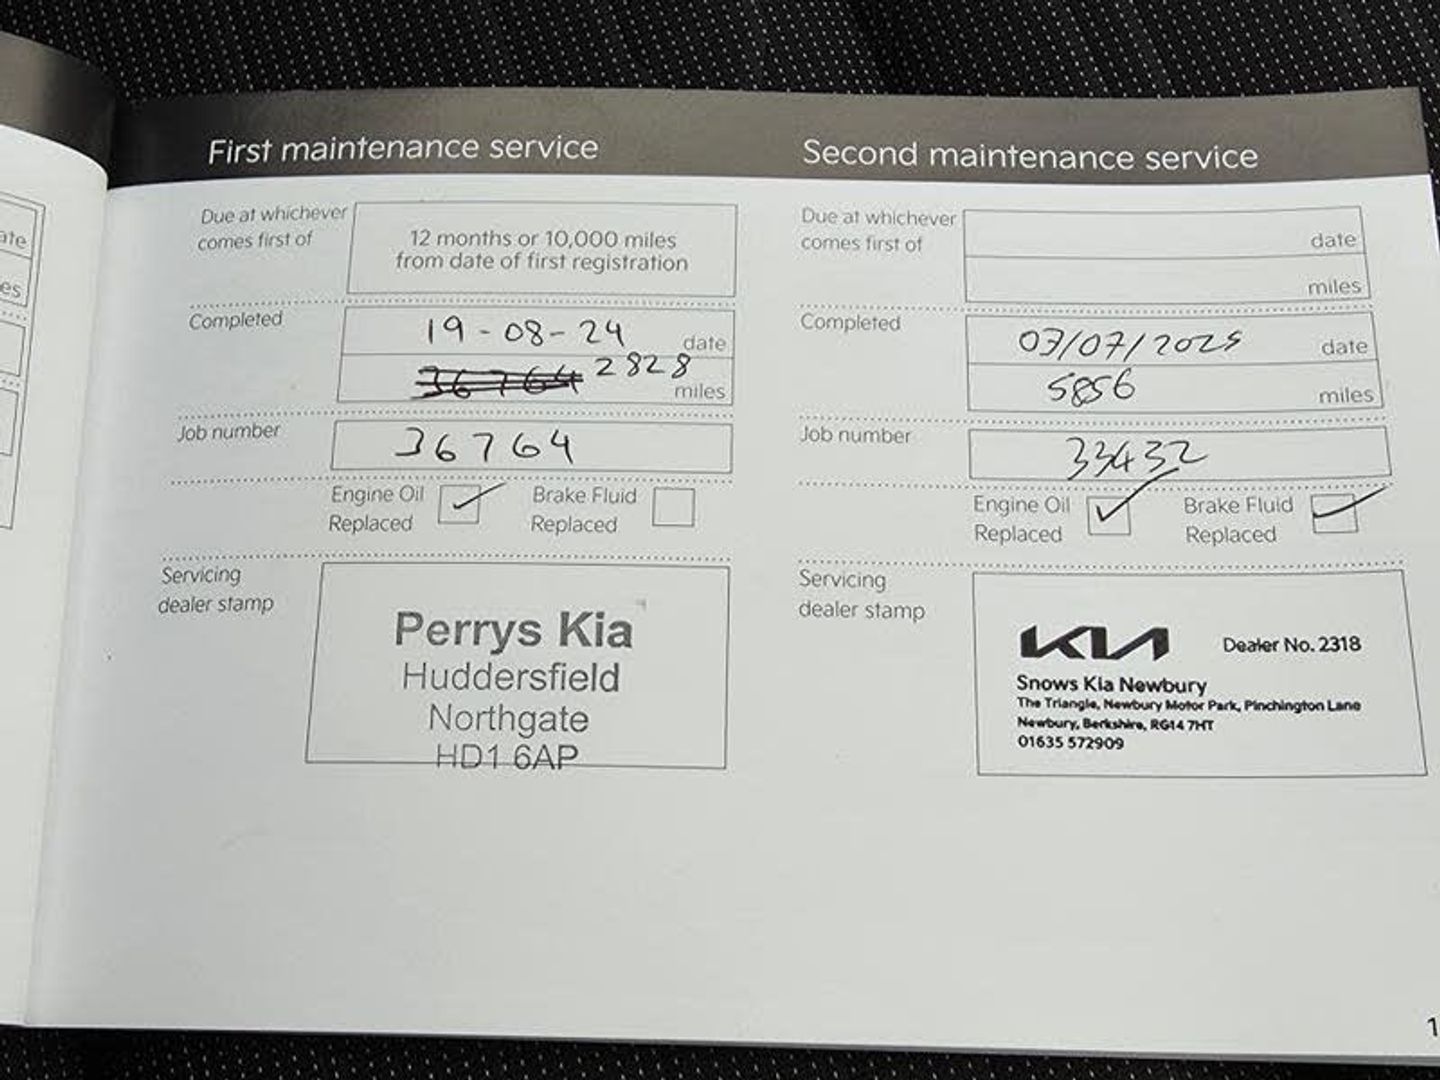 First maintenance service
Due at whichever
comes first of
12 months or 10,000 miles
from date of first registration
Completed
19-08-24 date
36764 2828
miles
Job number
36764
Engine Oil
Replaced
Brake Fluid
Replaced
Servicing
dealer stamp
Perrys Kia
Huddersfield
Northgate
HD1 6AP
Second maintenance service
Due at whichever
comes first of
date
miles
Completed
03/07/2025 date
5856 miles
Job number
33432
Engine Oil
Replaced
Brake Fluid
Replaced
Servicing
dealer stamp
KIA Dealer No. 2318
Snows Kia Newbury
The Triangle, Newbury Motor Park, Pinchington Lane
Newbury, Berkshire, RG14 7HT
01635 572909
1